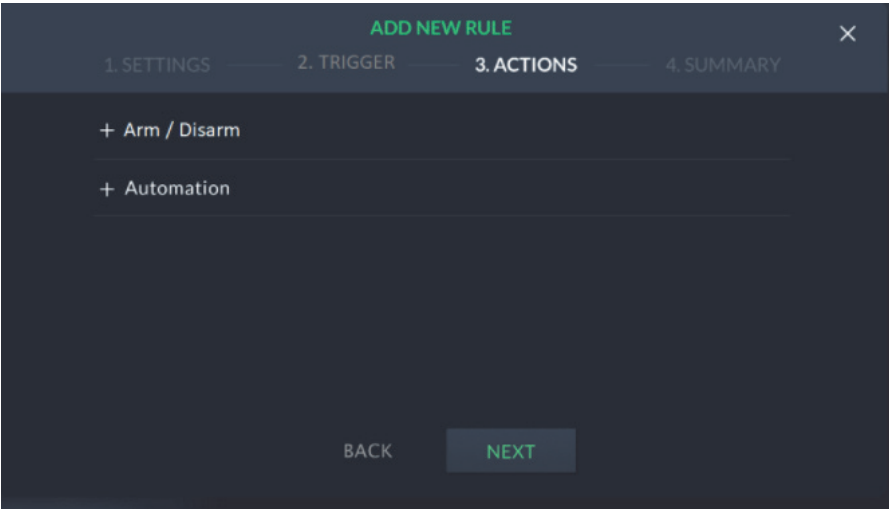 ADD NEW RULE
1. SETTINGS 2. TRIGGER 3. ACTIONS 4. SUMMARY
+ Arm / Disarm
+ Automation
BACK NEXT